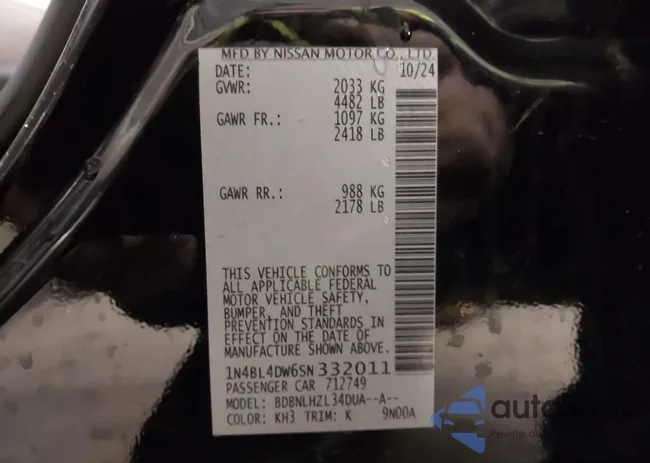 MFD BY NISSAN MOTOR CO., LTD
DATE: 10/24
GVWR: 2033 KG
4482 LB
GAWR FR.: 1097 KG
2418 LB
GAWR RR.: 988 KG
2178 LB
THIS VEHICLE CONFORMS TO
ALL APPLICABLE FEDERAL
MOTOR VEHICLE SAFETY,
BUMPER, AND THEFT
PREVENTION STANDARDS IN
EFFECT ON THE DATE OF
MANUFACTURE SHOWN ABOVE.
1N4BL4DW6SN332011
PASSENGER CAR 712749
MODEL: BDBNLHZL34DUA--A--
COLOR: KH3 TRIM: K 9N00A